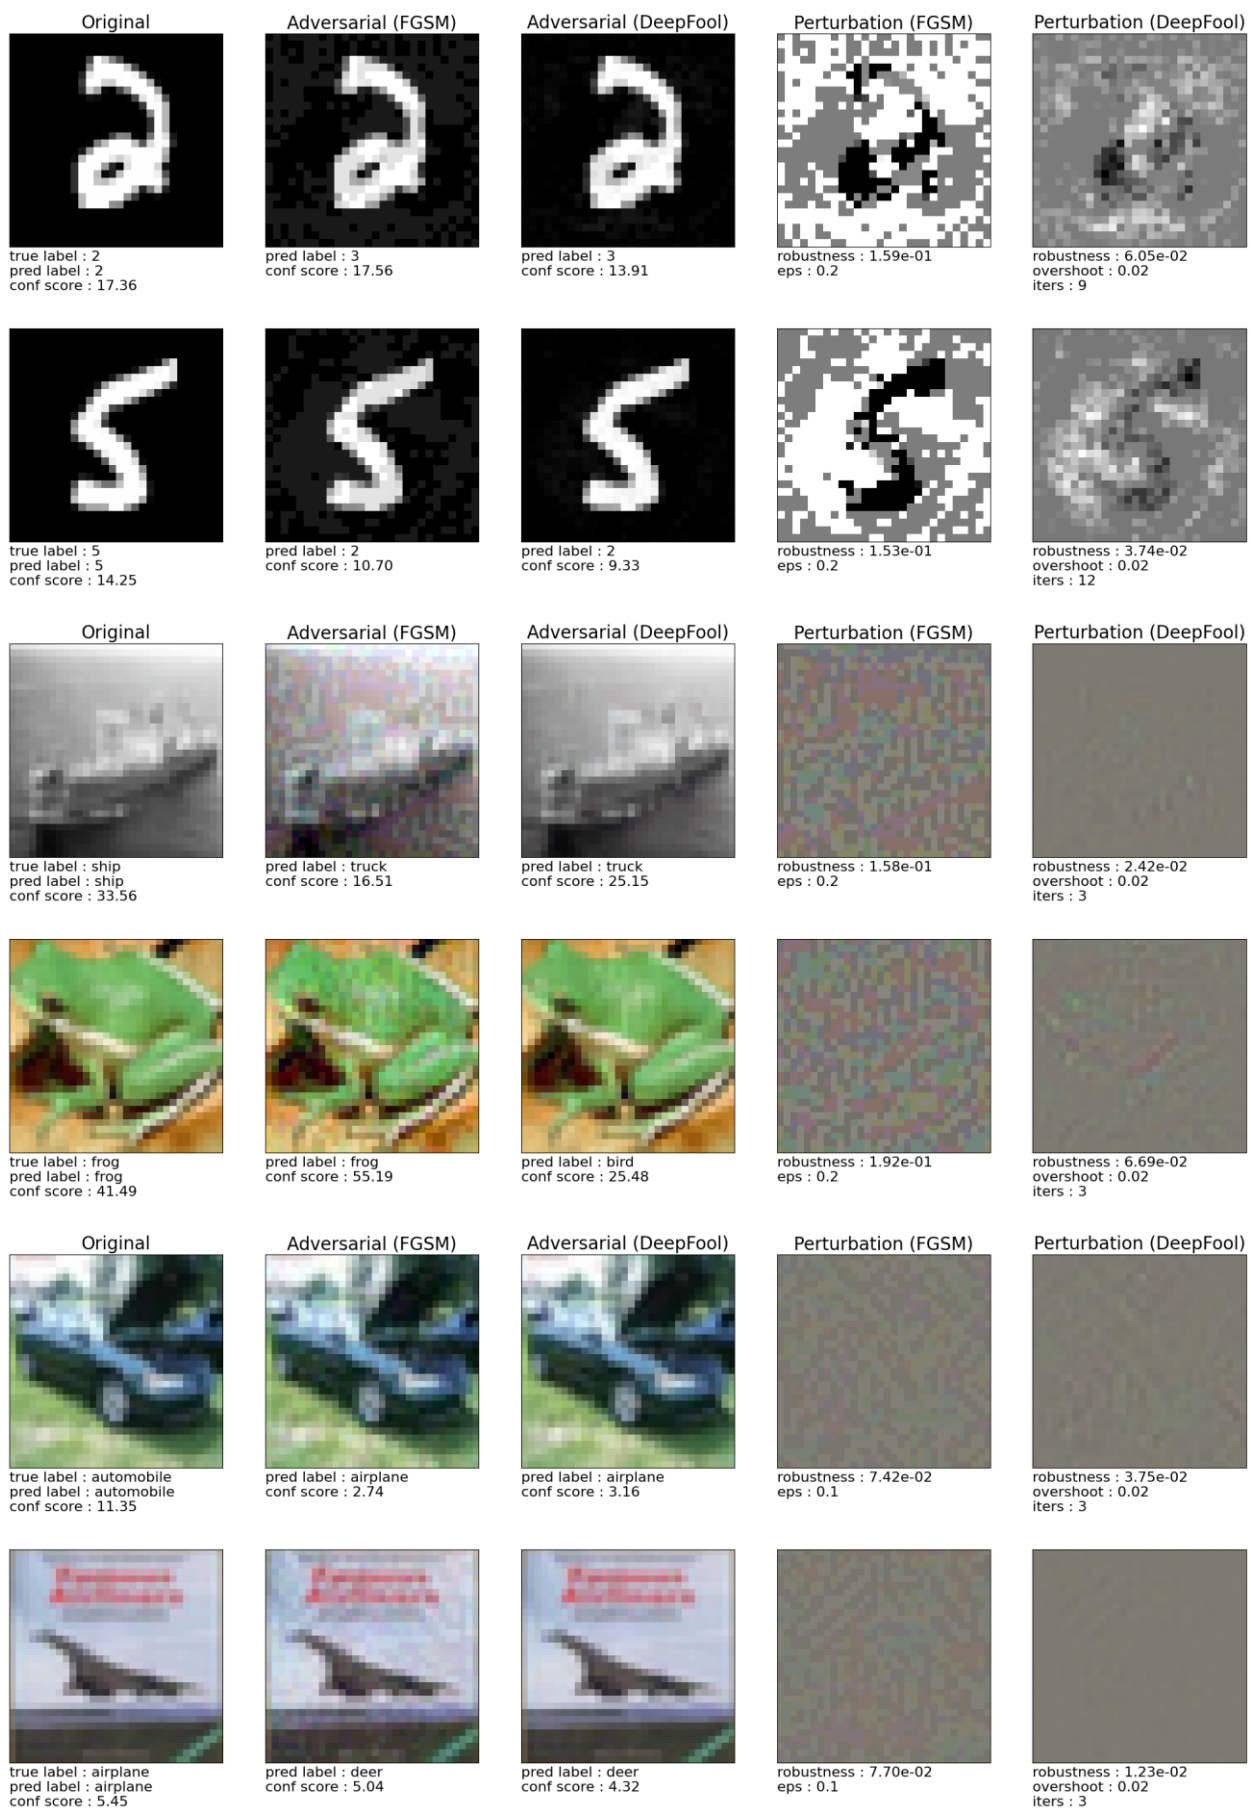 Original
Adversarial (FGSM)
Adversarial (DeepFool)
Perturbation (FGSM)
Perturbation (DeepFool)
true label : 2
pred label : 2
conf score : 17.36
pred label : 3
conf score : 17.56
pred label : 3
conf score : 13.91
robustness : 1.59e-01
eps : 0.2
robustness : 6.05e-02
overshoot : 0.02
iters : 9
true label : 5
pred label : 5
conf score : 14.25
pred label : 2
conf score : 10.70
pred label : 2
conf score : 9.33
robustness : 1.53e-01
eps : 0.2
robustness : 3.74e-02
overshoot : 0.02
iters : 12
Original
Adversarial (FGSM)
Adversarial (DeepFool)
Perturbation (FGSM)
Perturbation (DeepFool)
true label : ship
pred label : ship
conf score : 33.56
pred label : truck
conf score : 16.51
pred label : truck
conf score : 25.15
robustness : 1.58e-01
eps : 0.2
robustness : 2.42e-02
overshoot : 0.02
iters : 3
true label : frog
pred label : frog
conf score : 41.49
pred label : frog
conf score : 55.19
pred label : bird
conf score : 25.48
robustness : 1.92e-01
eps : 0.2
robustness : 6.69e-02
overshoot : 0.02
iters : 3
Original
Adversarial (FGSM)
Adversarial (DeepFool)
Perturbation (FGSM)
Perturbation (DeepFool)
true label : automobile
pred label : automobile
conf score : 11.35
pred label : airplane
conf score : 2.74
pred label : airplane
conf score : 3.16
robustness : 7.42e-02
eps : 0.1
robustness : 3.75e-02
overshoot : 0.02
iters : 3
true label : airplane
pred label : airplane
conf score : 5.45
pred label : deer
conf score : 5.04
pred label : deer
conf score : 4.32
robustness : 7.70e-02
eps : 0.1
robustness : 1.23e-02
overshoot : 0.02
iters : 3